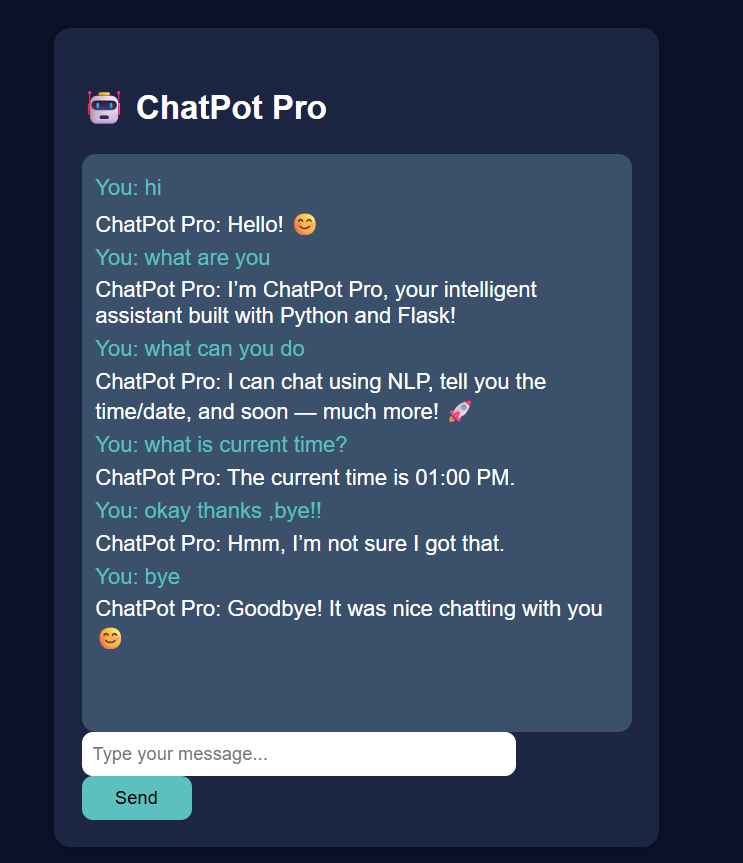 🤖 ChatPot Pro
You: hi
ChatPot Pro: Hello! 😊
You: what are you
ChatPot Pro: I’m ChatPot Pro, your intelligent
assistant built with Python and Flask!
You: what can you do
ChatPot Pro: I can chat using NLP, tell you the
time/date, and soon — much more! 🚀
You: what is current time?
ChatPot Pro: The current time is 01:00 PM.
You: okay thanks ,bye!!
ChatPot Pro: Hmm, I’m not sure I got that.
You: bye
ChatPot Pro: Goodbye! It was nice chatting with you
😊
Type your message...
Send